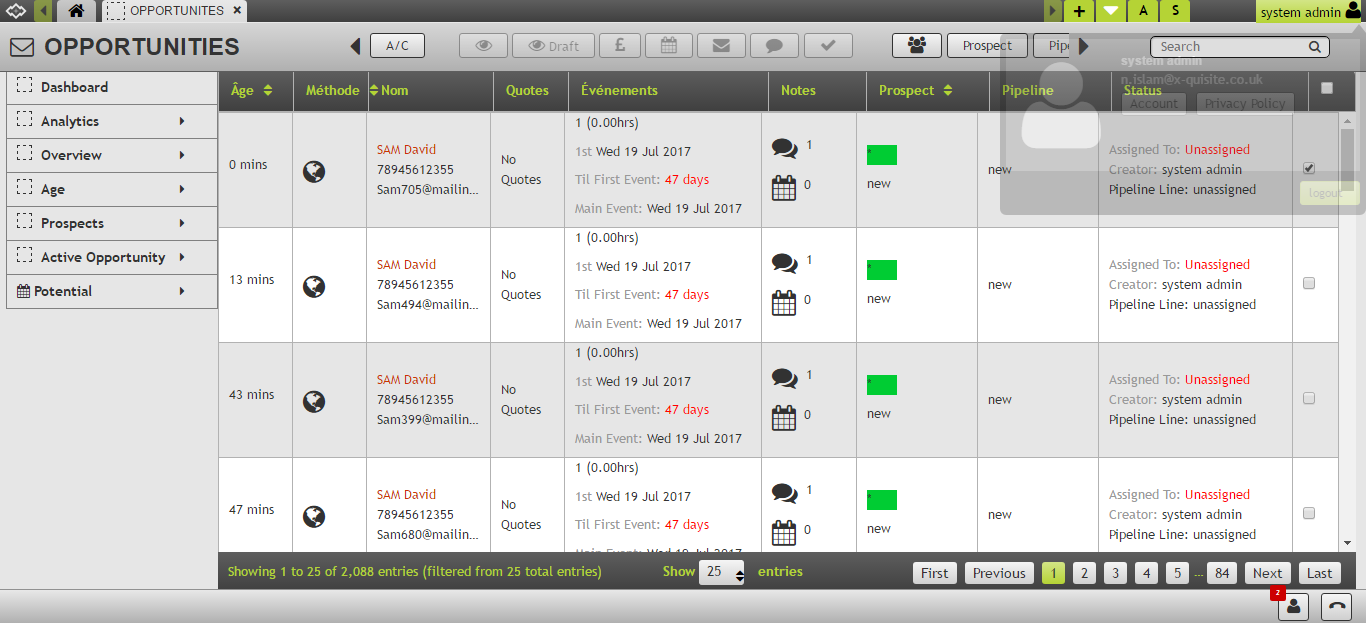 OPPORTUNITES ×
+ A S
system admin
OPPORTUNITIES
A/C
Draft
£
Prospect
Search
system admin
n.islam@x-quisite.co.uk
Account
Privacy Policy
logout
Dashboard
Analytics
Overview
Age
Prospects
Active Opportunity
Potential
Âge Méthode Nom Quotes Événements Notes Prospect Pipeline Status
0 mins
SAM David
78945612355
Sam705@mailin...
No
Quotes
1 (0.00hrs)
1st Wed 19 Jul 2017
Til First Event: 47 days
Main Event: Wed 19 Jul 2017
1
0
*
new
new
Assigned To: Unassigned
Creator: system admin
Pipeline Line: unassigned
13 mins
SAM David
78945612355
Sam494@mailin...
No
Quotes
1 (0.00hrs)
1st Wed 19 Jul 2017
Til First Event: 47 days
Main Event: Wed 19 Jul 2017
1
0
*
new
new
Assigned To: Unassigned
Creator: system admin
Pipeline Line: unassigned
43 mins
SAM David
78945612355
Sam399@mailin...
No
Quotes
1 (0.00hrs)
1st Wed 19 Jul 2017
Til First Event: 47 days
Main Event: Wed 19 Jul 2017
1
0
*
new
new
Assigned To: Unassigned
Creator: system admin
Pipeline Line: unassigned
47 mins
SAM David
78945612355
Sam680@mailin...
No
Quotes
1 (0.00hrs)
1st Wed 19 Jul 2017
Til First Event: 47 days
Main Event: Wed 19 Jul 2017
1
0
*
new
new
Assigned To: Unassigned
Creator: system admin
Pipeline Line: unassigned
Showing 1 to 25 of 2,088 entries (filtered from 25 total entries)
Show 25 entries
First Previous 1 2 3 4 5 ... 84 Next Last
2